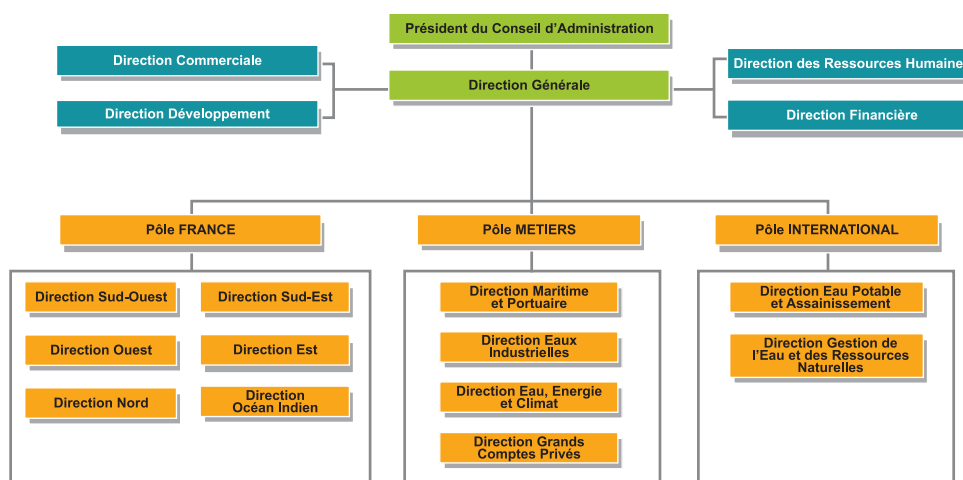 Président du Conseil d'Administration
Direction Commerciale
Direction Générale
Direction des Ressources Humaine
Direction Développement
Direction Financière
Pôle FRANCE
Pôle METIERS
Pôle INTERNATIONAL
Direction Sud-Ouest
Direction Sud-Est
Direction Ouest
Direction Est
Direction Nord
Direction
Océan Indien
Direction Maritime
et Portuaire
Direction Eaux
Industrielles
Direction Eau, Energie
et Climat
Direction Grands
Comptes Privés
Direction Eau Potable
et Assainissement
Direction Gestion de
l'Eau et des Ressources
Naturelles